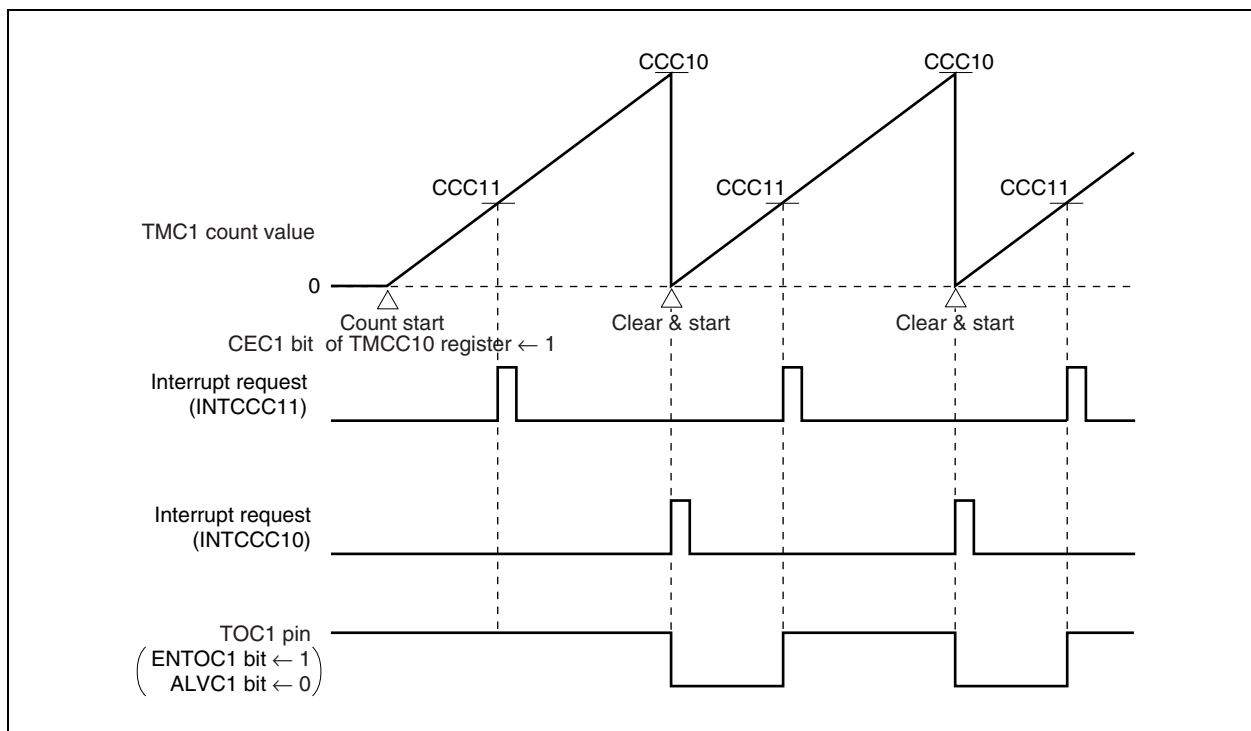 CCC10
CCC10
CCC11
CCC11
CCC11
TMC1 count value
0
Count start
Clear & start
Clear & start
CEC1 bit of TMCC10 register ← 1
Interrupt request
(INTCCC11)
Interrupt request
(INTCCC10)
TOC1 pin
ENTOC1 bit ← 1
ALVC1 bit ← 0